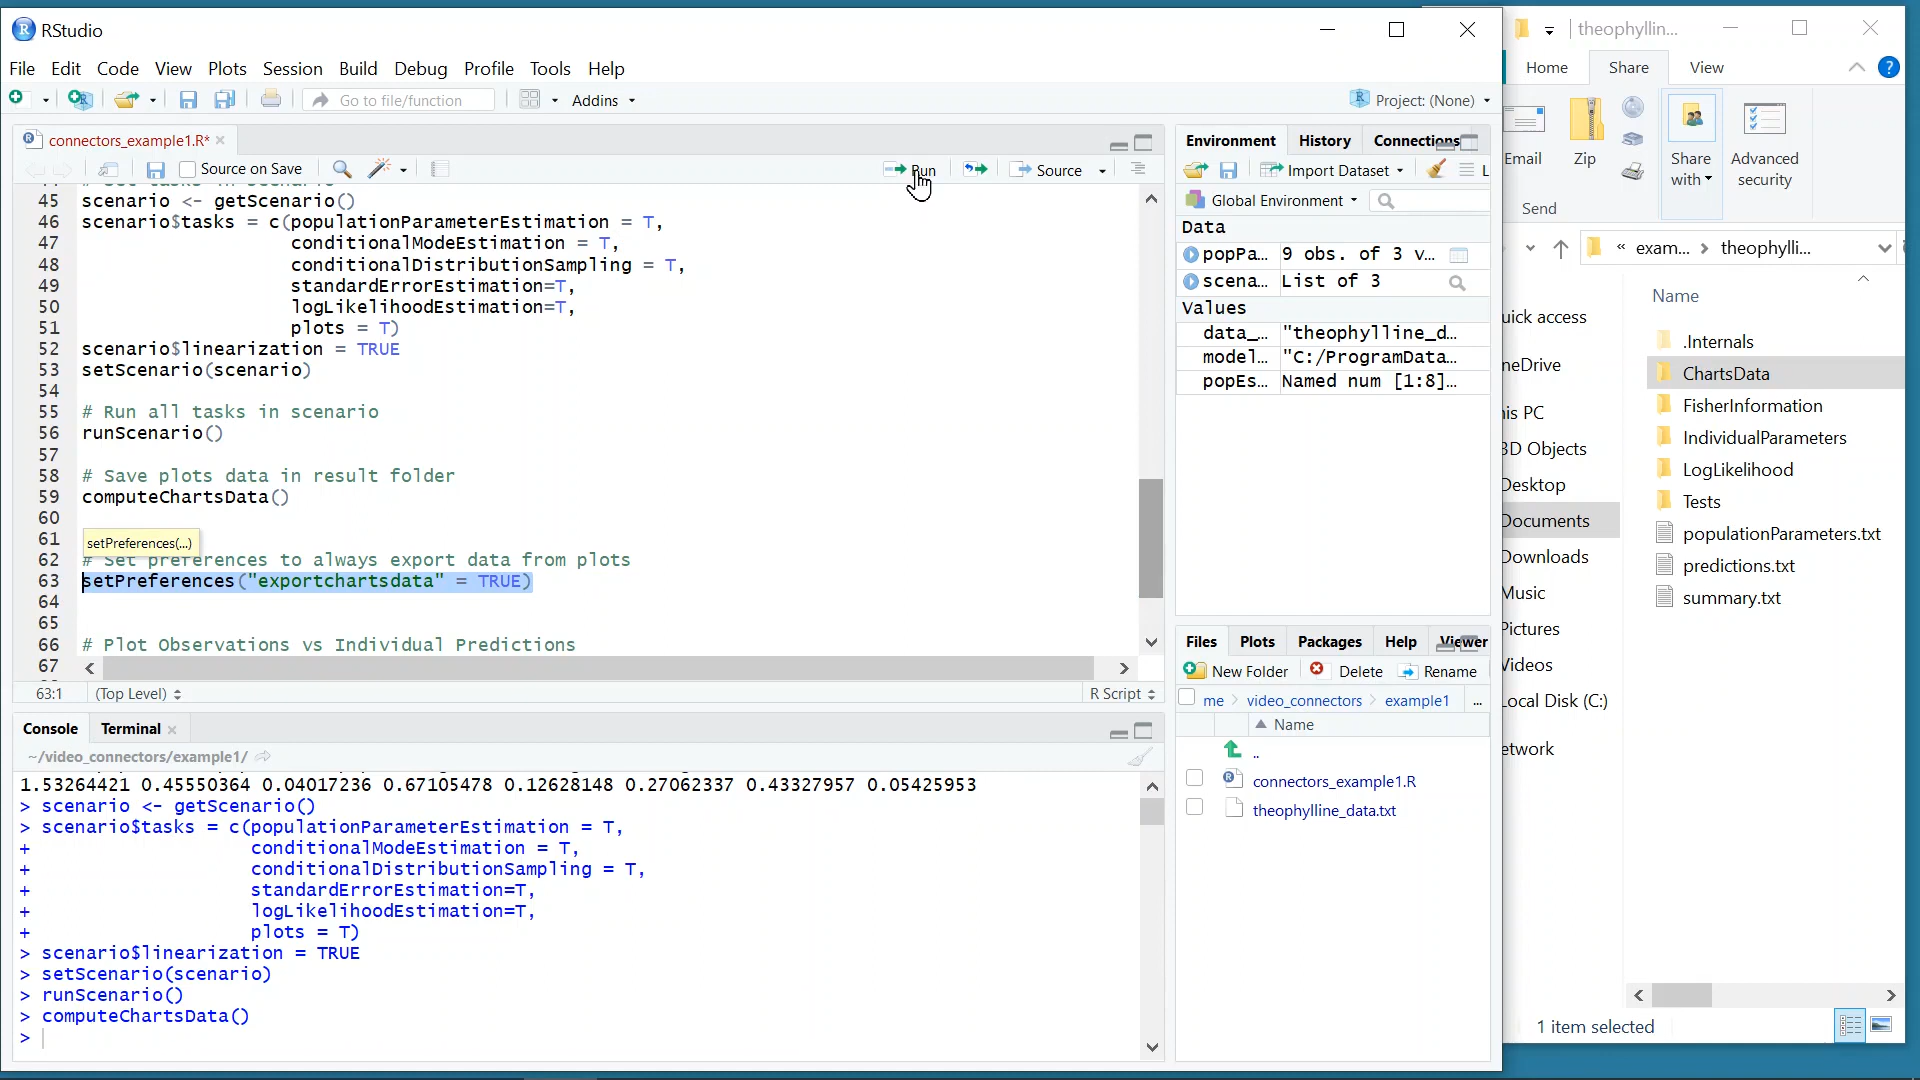 RStudio
File Edit Code View Plots Session Build Debug Profile Tools Help
Go to file/function
Addins
Project: (None)
connectors_example1.R*
Source on Save
Run
Source
45 scenario <- getScenario()
46 scenario$tasks = c(populationParameterEstimation = T,
47 conditionalModeEstimation = T,
48 conditionalDistributionSampling = T,
49 standardErrorEstimation=T,
50 logLikelihoodEstimation=T,
51 plots = T)
52 scenario$linearization = TRUE
53 setScenario(scenario)
54
55 # Run all tasks in scenario
56 runScenario()
57
58 # Save plots data in result folder
59 computeChartsData()
60
61 setPreferences(...)
62 # Set preferences to always export data from plots
63 setPreferences("exportchartsdata" = TRUE)
64
65
66 # Plot Observations vs Individual Predictions
67
63:1 (Top Level) R Script
Console Terminal
~/video_connectors/example1/
1.53264421 0.45550364 0.04017236 0.67105478 0.12628148 0.27062337 0.43327957 0.05425953
> scenario <- getScenario()
> scenario$tasks = c(populationParameterEstimation = T,
+ conditionalModeEstimation = T,
+ conditionalDistributionSampling = T,
+ standardErrorEstimation=T,
+ logLikelihoodEstimation=T,
+ plots = T)
> scenario$linearization = TRUE
> setScenario(scenario)
> runScenario()
> computeChartsData()
>
Environment History Connections
Import Dataset L
Global Environment
Data
popPa... 9 obs. of 3 v...
scena... List of 3
Values
data_... "theophylline_d...
model... "C:/ProgramData...
popEs... Named num [1:8]...
Files Plots Packages Help Viewer
New Folder Delete Rename
me video_connectors example1 ...
Name
..
connectors_example1.R
theophylline_data.txt
theophyllin...
Home Share View
?
Email
Zip
Share with
Advanced security
Send
« exam... theophylli...
uick access
neDrive
his PC
3D Objects
Desktop
Documents
Downloads
Music
Pictures
Videos
Local Disk (C:)
etwork
Name
.Internals
ChartsData
FisherInformation
IndividualParameters
LogLikelihood
Tests
populationParameters.txt
predictions.txt
summary.txt
1 item selected